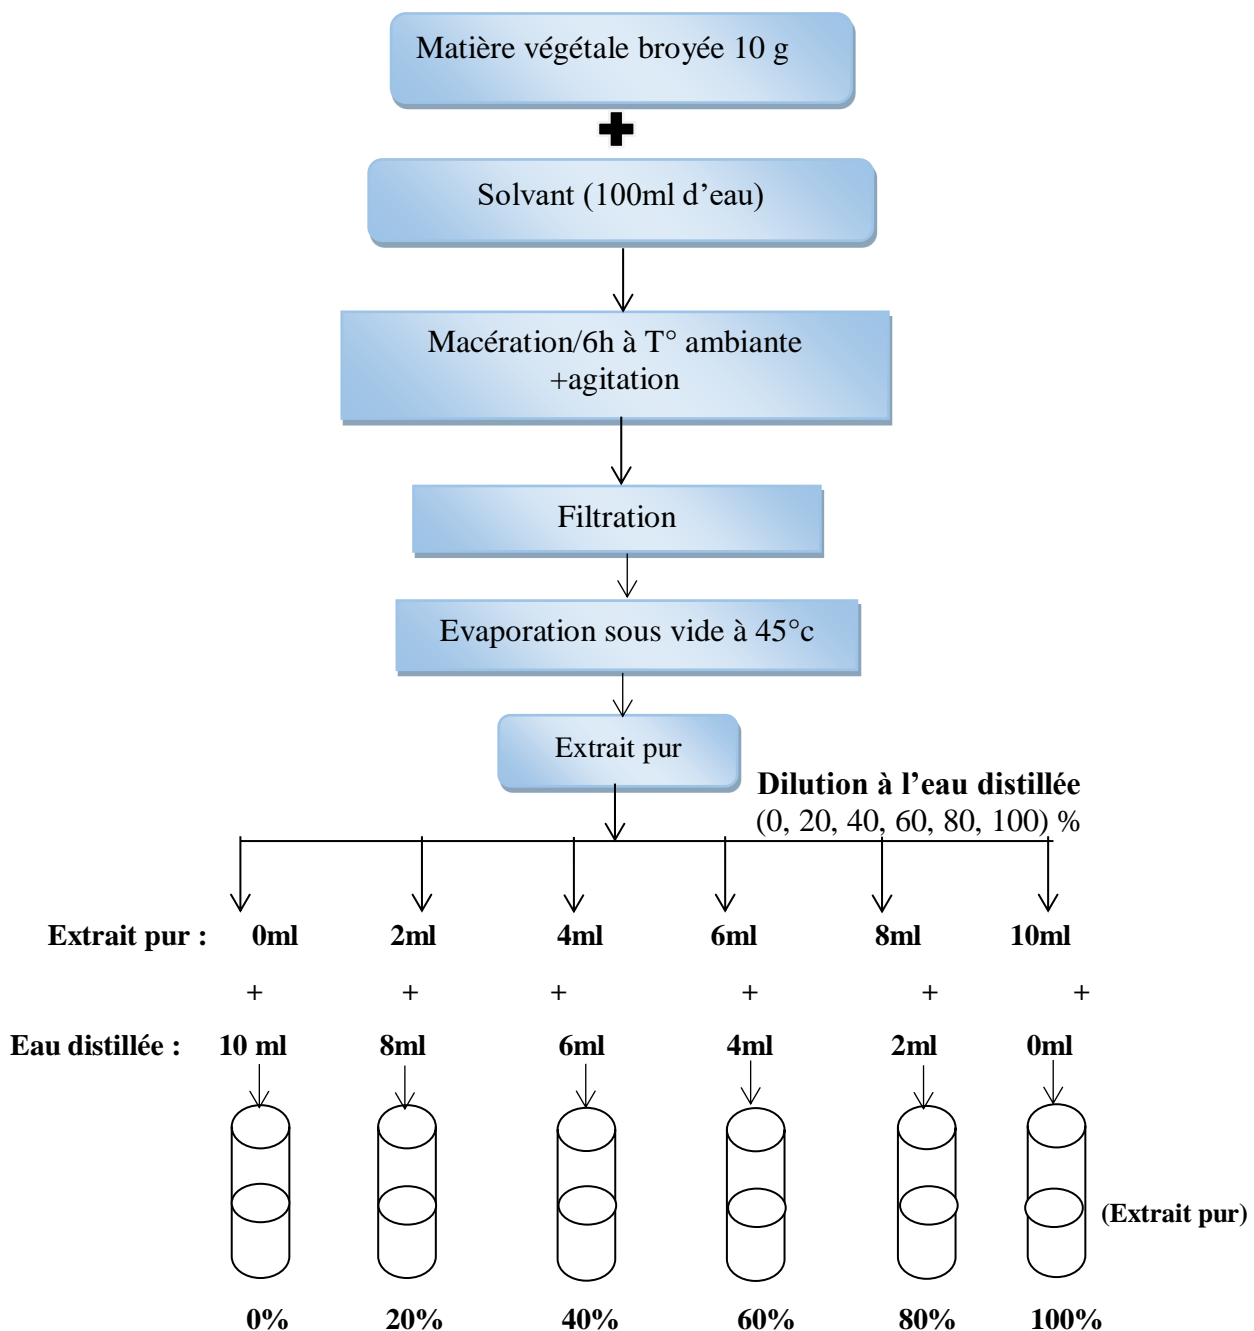 Matière végétale broyée 10 g
Solvant (100ml d’eau)
Macération/6h à T° ambiante
+agitation
Filtration
Evaporation sous vide à 45°c
Extrait pur
Dilution à l’eau distillée
(0, 20, 40, 60, 80, 100) %
Extrait pur : 0ml 2ml 4ml 6ml 8ml 10ml
+ + + + + +
Eau distillée : 10 ml 8ml 6ml 4ml 2ml 0ml
(Extrait pur)
0% 20% 40% 60% 80% 100%